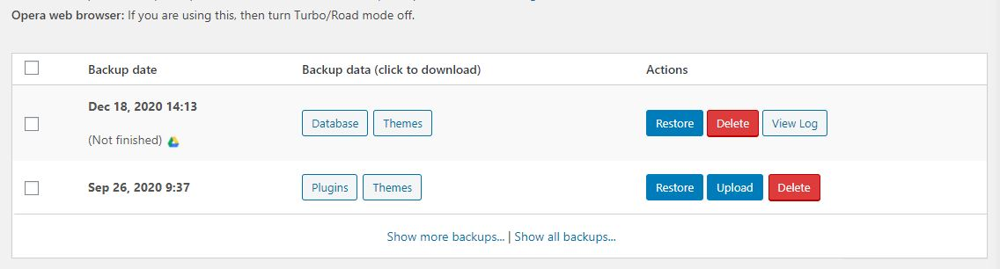 Opera web browser: If you are using this, then turn Turbo/Road mode off.
Backup date Backup data (click to download) Actions
Dec 18, 2020 14:13
(Not finished) Database Themes Restore Delete View Log
Sep 26, 2020 9:37 Plugins Themes Restore Upload Delete
Show more backups... | Show all backups...